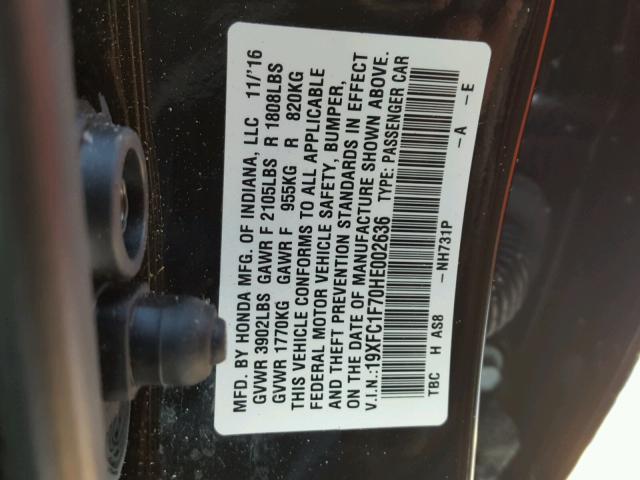 MFD. BY HONDA MFG. OF INDIANA, LLC 11/'16
GVWR 3902LBS GAWR F 2105LBS R 1808LBS
GVWR 1770KG GAWR F 955KG R 820KG
THIS VEHICLE CONFORMS TO ALL APPLICABLE
FEDERAL MOTOR VEHICLE SAFETY, BUMPER,
AND THEFT PREVENTION STANDARDS IN EFFECT
ON THE DATE OF MANUFACTURE SHOWN ABOVE.
V.I.N.:19XFC1F70HE002636 TYPE: PASSENGER CAR
-NH731P -A -E
TBC H AS8